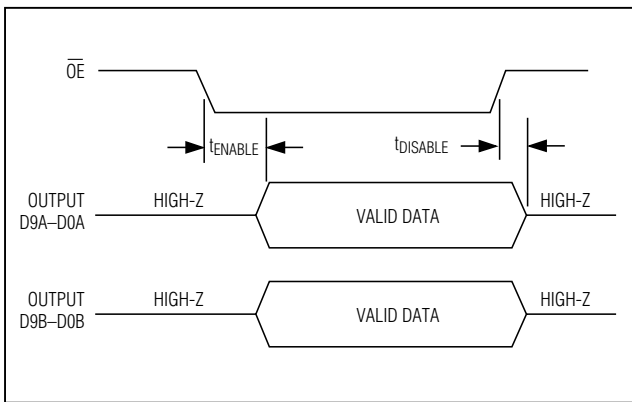 OE
tENABLE
tDISABLE
OUTPUT
D9A–D0A
HIGH-Z
VALID DATA
HIGH-Z
OUTPUT
D9B–D0B
HIGH-Z
VALID DATA
HIGH-Z